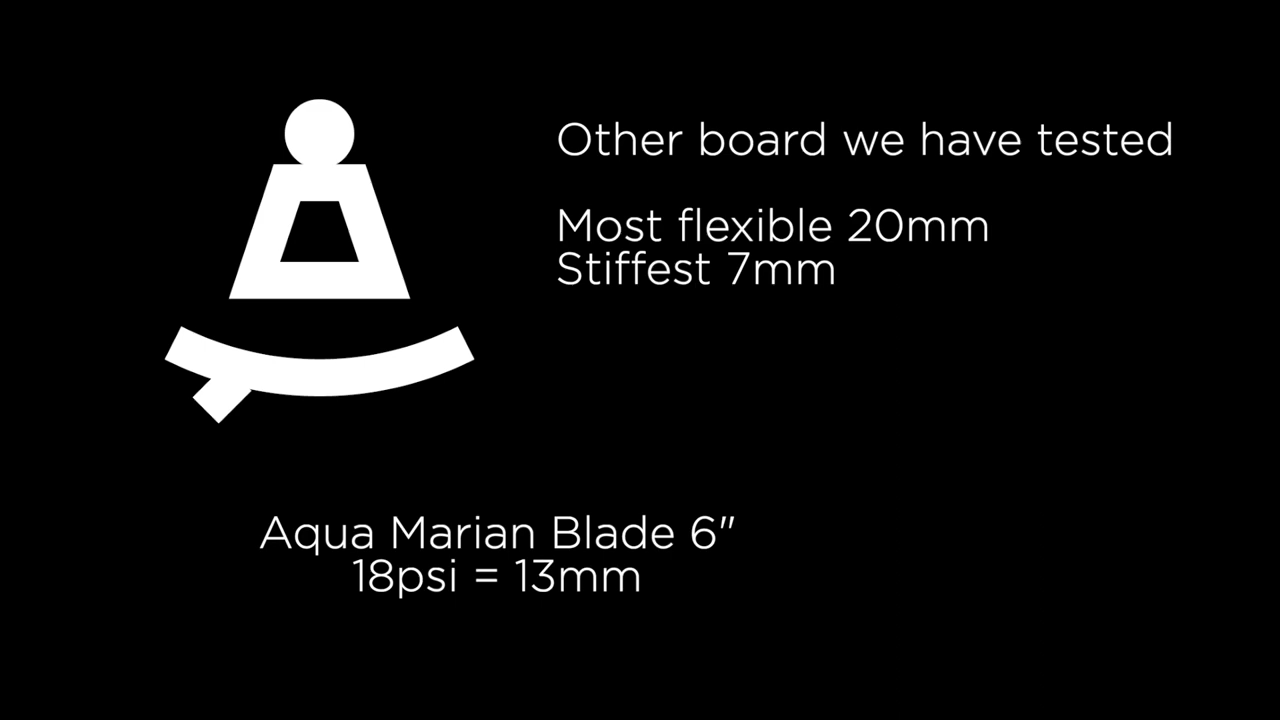 Other board we have tested
Most flexible 20mm
Stiffest 7mm
Aqua Marian Blade 6"
18psi = 13mm